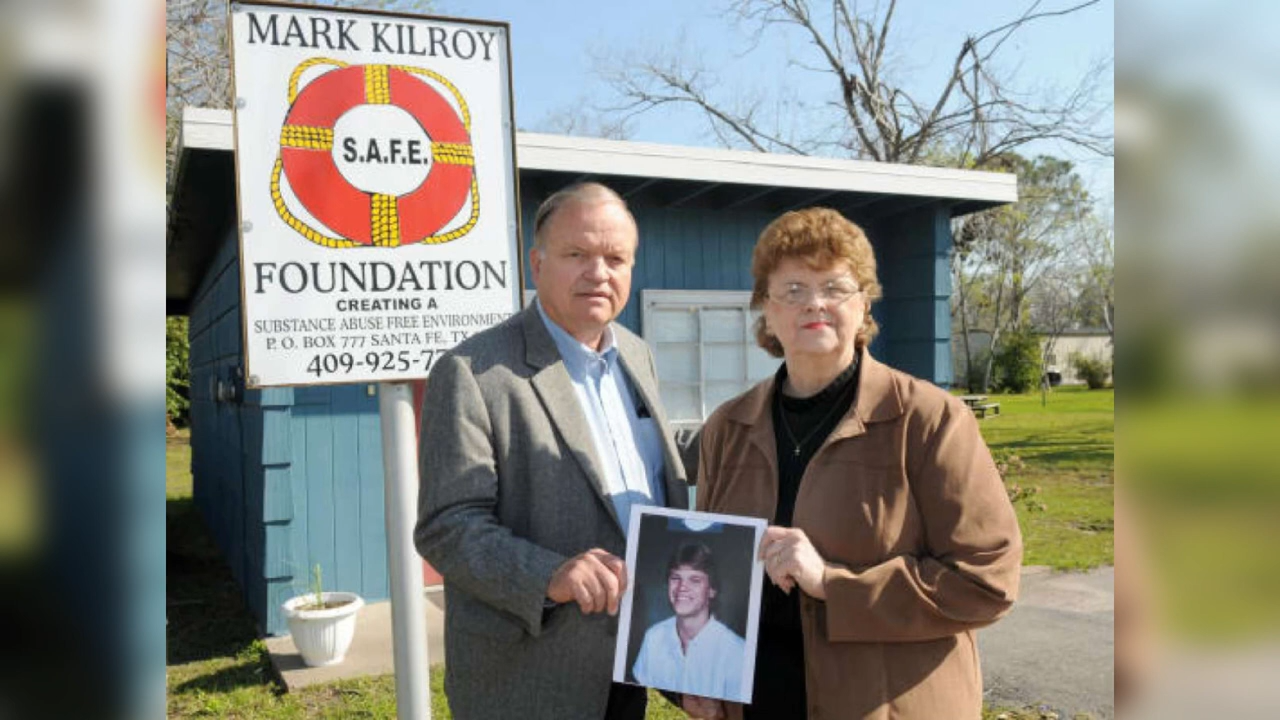 MARK KILROY
S.A.F.E.
FOUNDATION
CREATING A
SUBSTANCE ABUSE FREE ENVIRONMENT
P. O. BOX 777 SANTA FE, TX
409-925-77